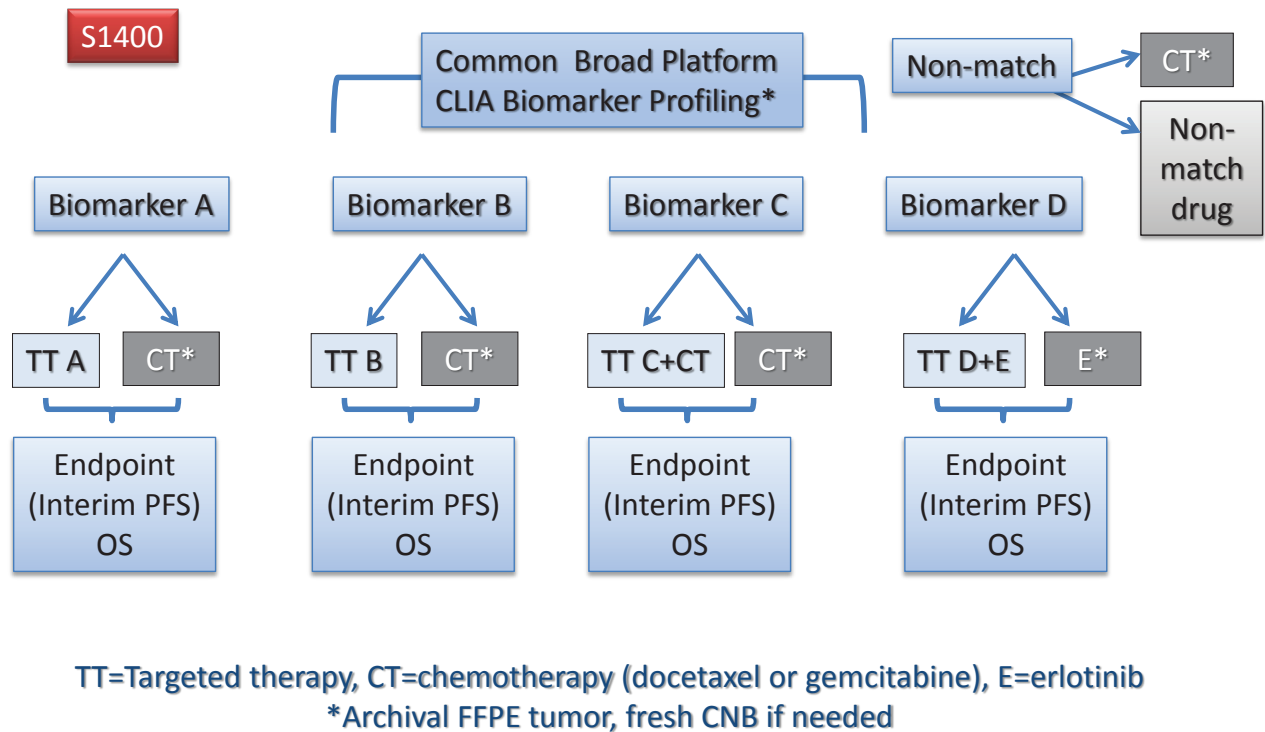 S1400
Common Broad Platform
CLIA Biomarker Profiling*
Non-match
CT*
Non-
match
drug
Biomarker A
Biomarker B
Biomarker C
Biomarker D
TT A
CT*
TT B
CT*
TT C+CT
CT*
TT D+E
E*
Endpoint
(Interim PFS)
OS
Endpoint
(Interim PFS)
OS
Endpoint
(Interim PFS)
OS
Endpoint
(Interim PFS)
OS
TT=Targeted therapy, CT=chemotherapy (docetaxel or gemcitabine), E=erlotinib
*Archival FFPE tumor, fresh CNB if needed